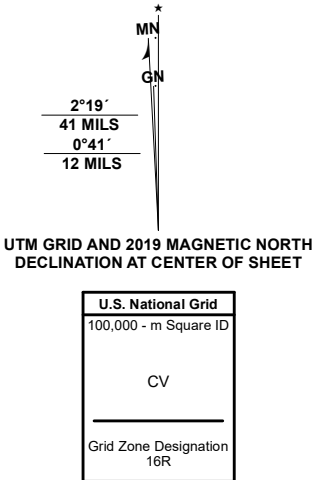 MN
GN
2°19´
41 MILS
0°41´
12 MILS
UTM GRID AND 2019 MAGNETIC NORTH
DECLINATION AT CENTER OF SHEET
U.S. National Grid
100,000 - m Square ID
CV
Grid Zone Designation
16R